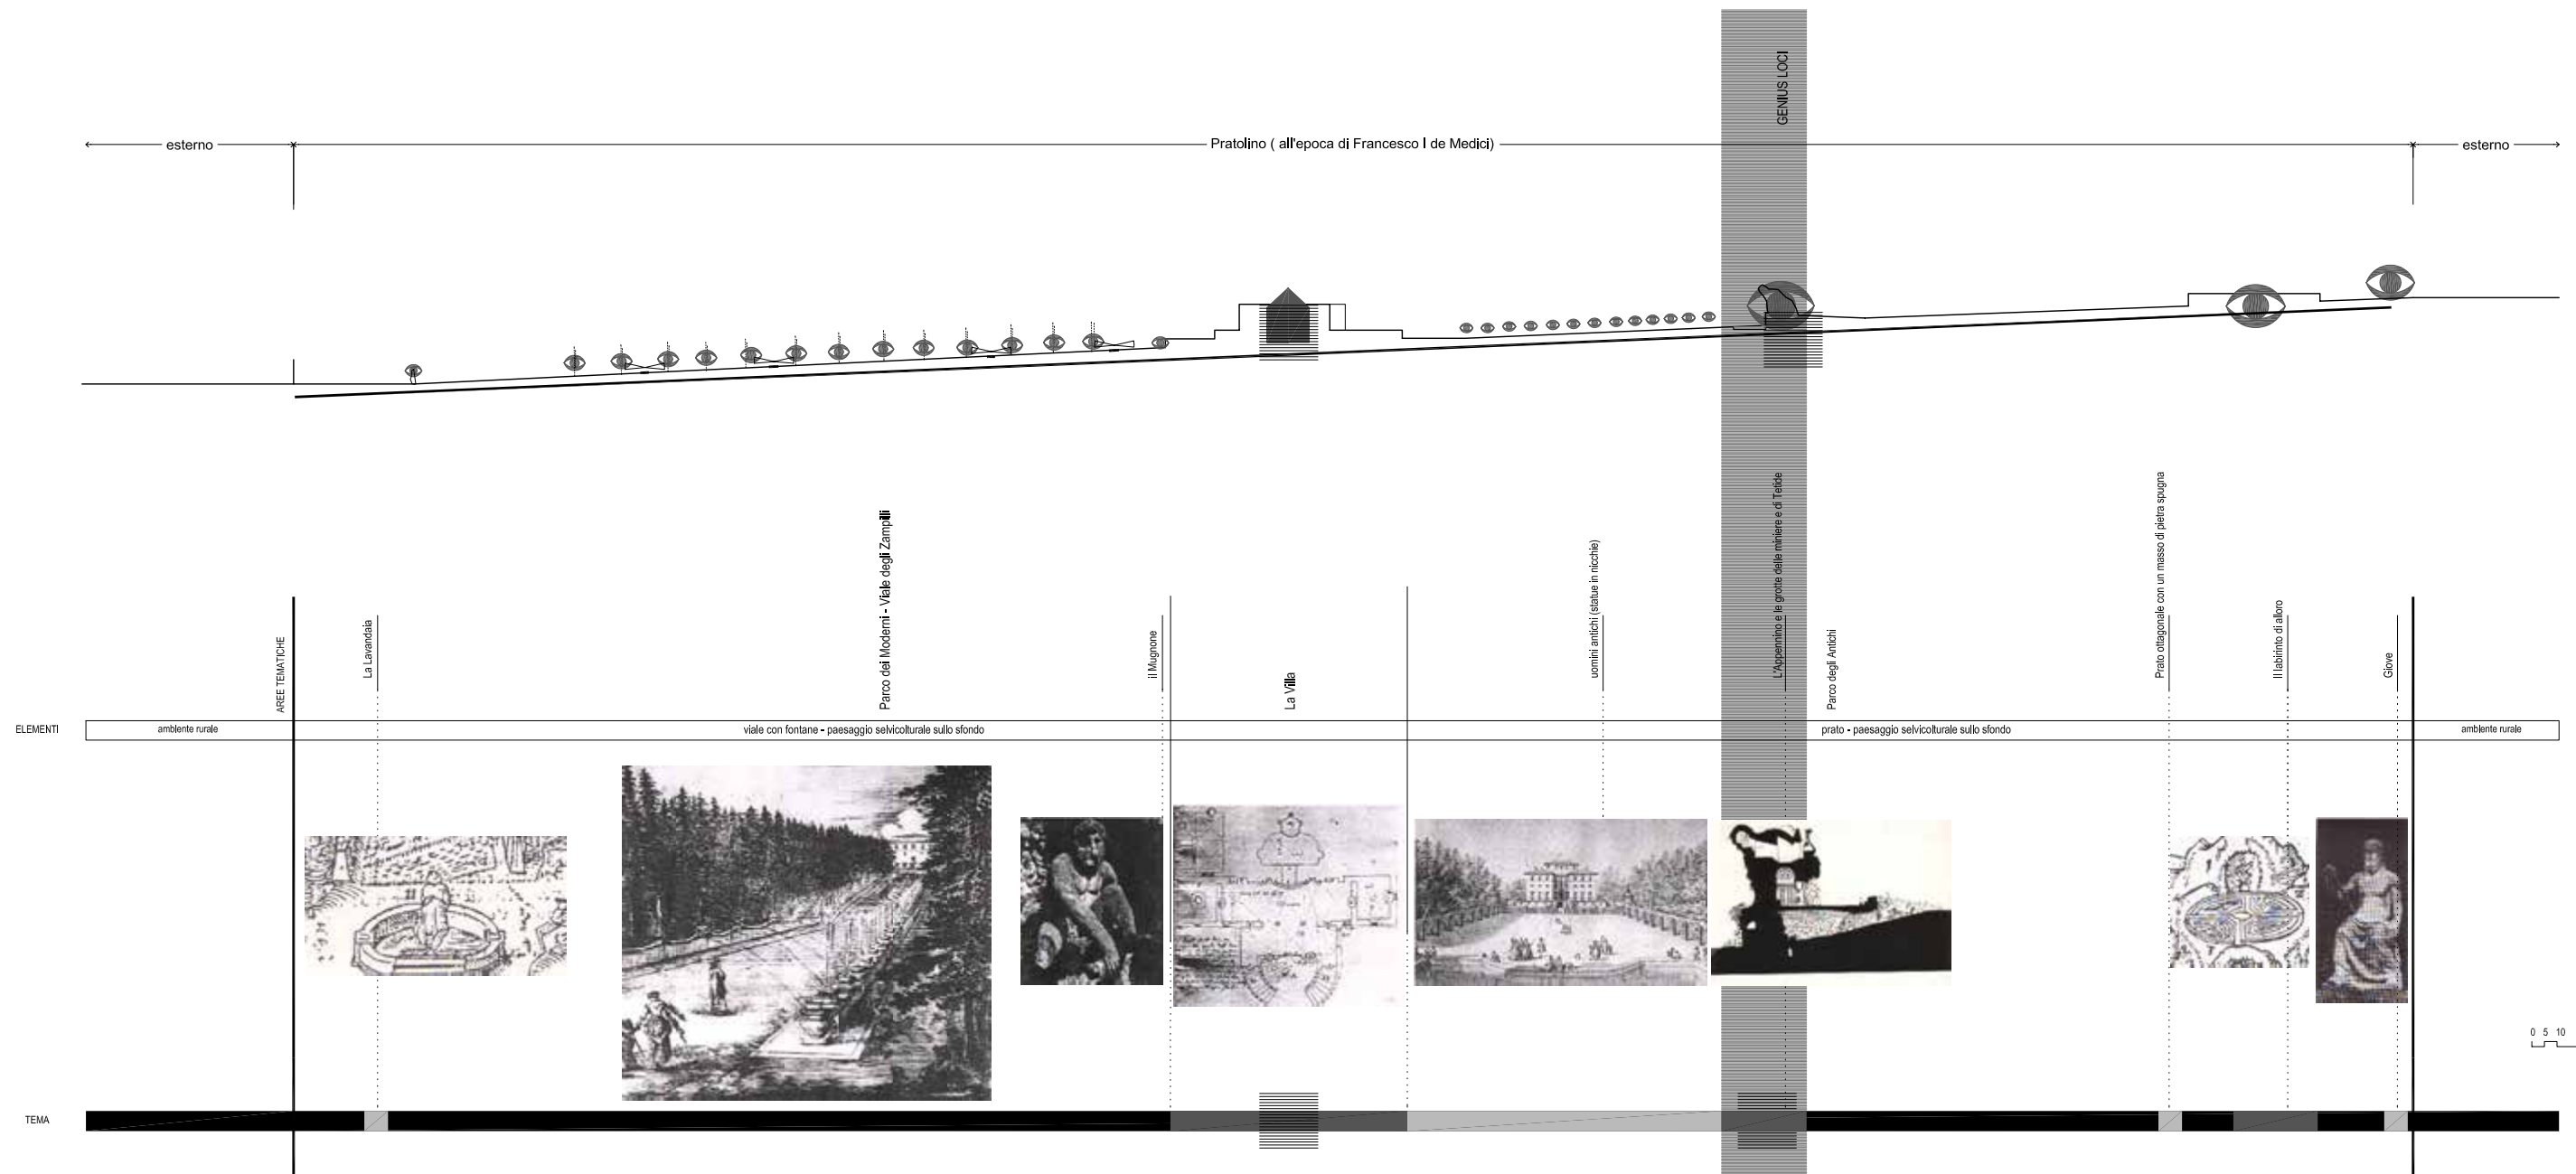 GENIUS LOCI
esterno
Pratolino ( all'epoca di Francesco I de Medici)
esterno
AREE TEMATICHE
La Lavandaia
Parco dei Moderni - Viale degli Zampilli
il Mugnone
La Villa
uomini antichi (statue in nicchie)
L'Appennino e le grotte delle miniere e di Tetide
Parco degli Antichi
Prato ottagonale con un masso di pietra spugna
Il labirinto di alloro
Giove
ELEMENTI
ambiente rurale
viale con fontane - paesaggio selvicolturale sullo sfondo
prato - paesaggio selvicolturale sullo sfondo
ambiente rurale
0 5 10
TEMA